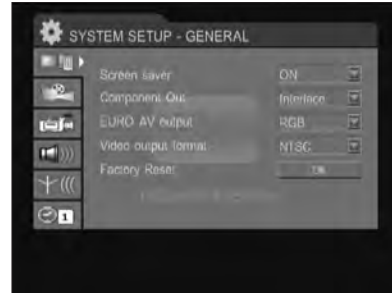 SYSTEM SETUP - GENERAL
Screen saver ON
Component Out Interlace
EURO AV output RGB
Video output format NTSC
Factory Reset OK
1